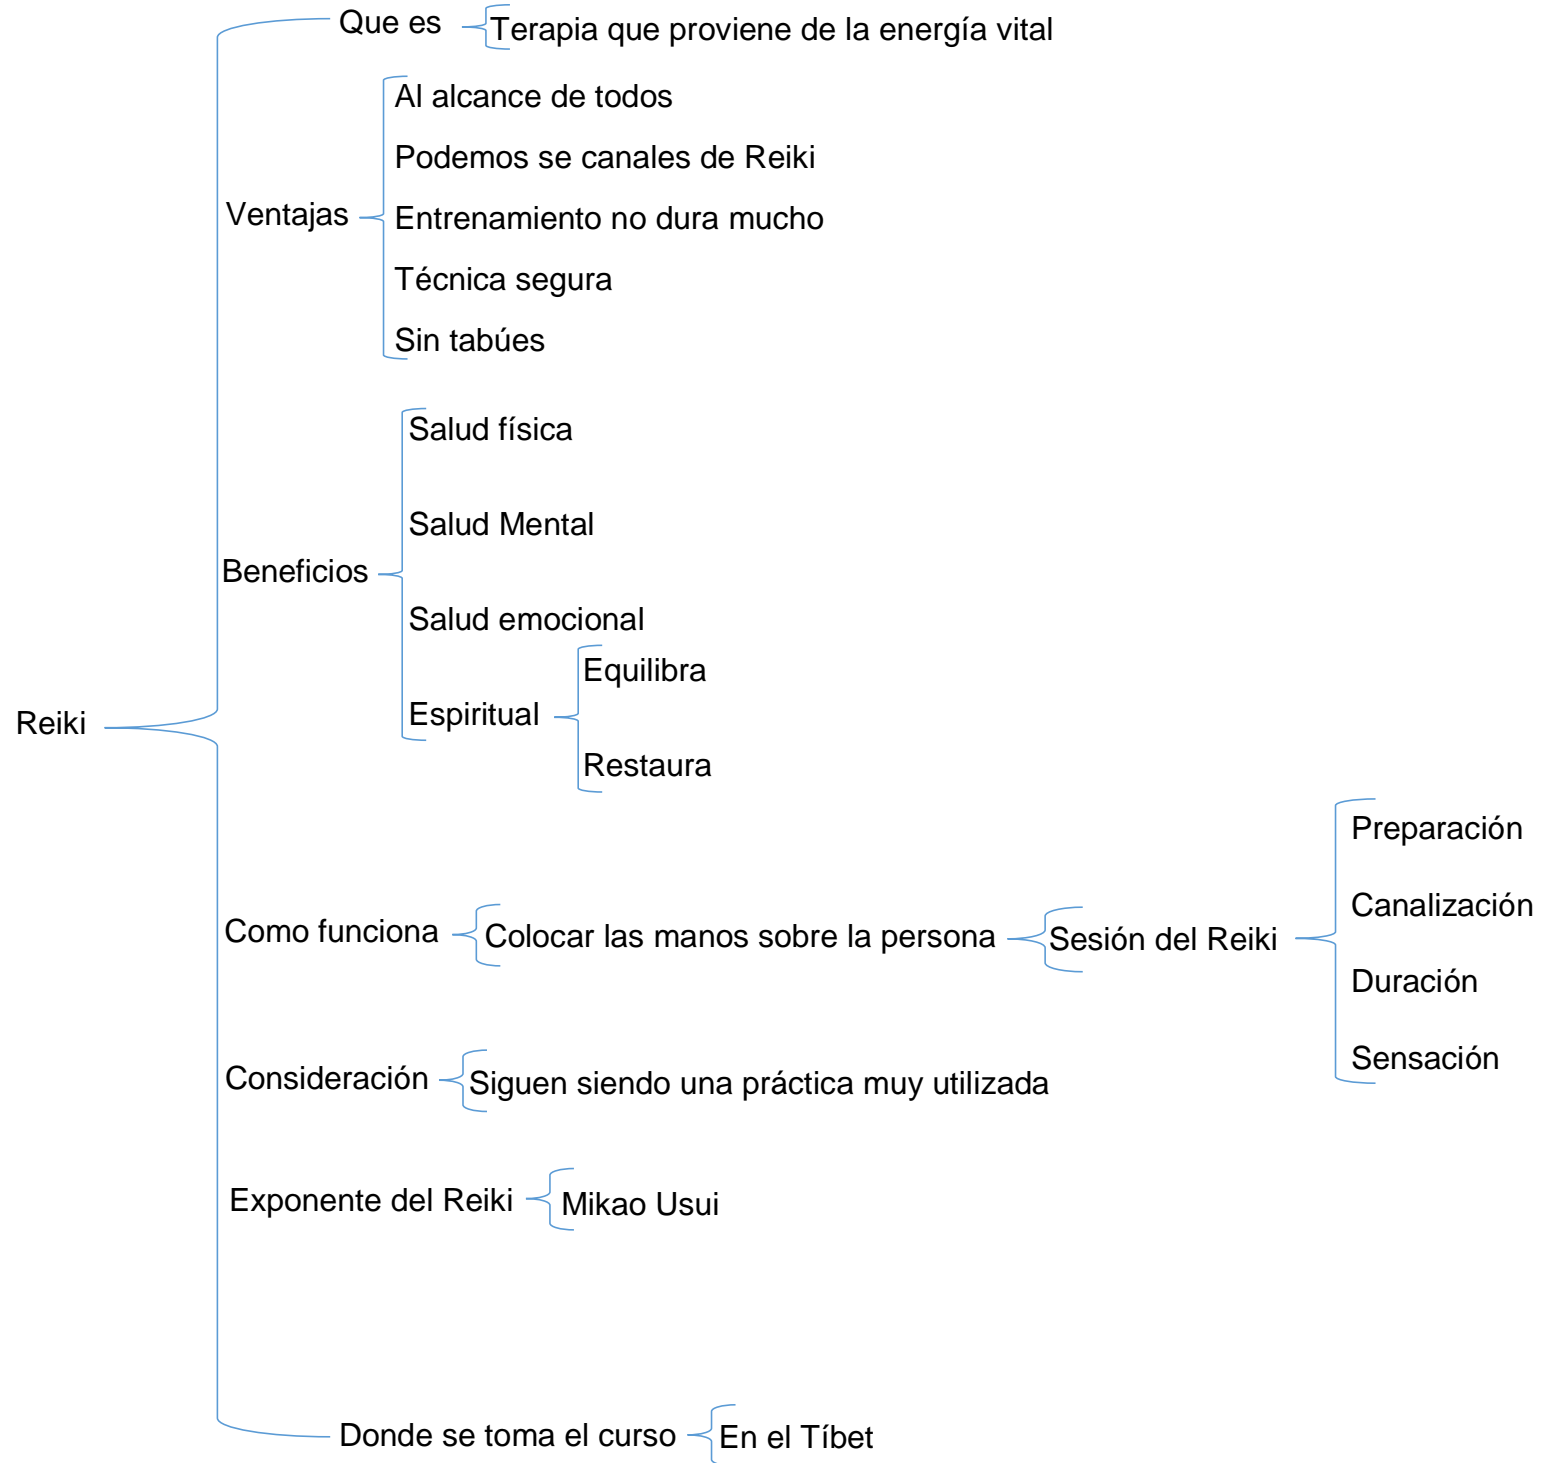 Que es
Terapia que proviene de la energía vital
Al alcance de todos
Podemos se canales de Reiki
Ventajas
Entrenamiento no dura mucho
Técnica segura
Sin tabúes
Salud física
Salud Mental
Beneficios
Salud emocional
Equilibra
Espiritual
Restaura
Reiki
Como funciona
Colocar las manos sobre la persona
Sesión del Reiki
Preparación
Canalización
Duración
Sensación
Consideración
Siguen siendo una práctica muy utilizada
Exponente del Reiki
Mikao Usui
Donde se toma el curso
En el Tíbet